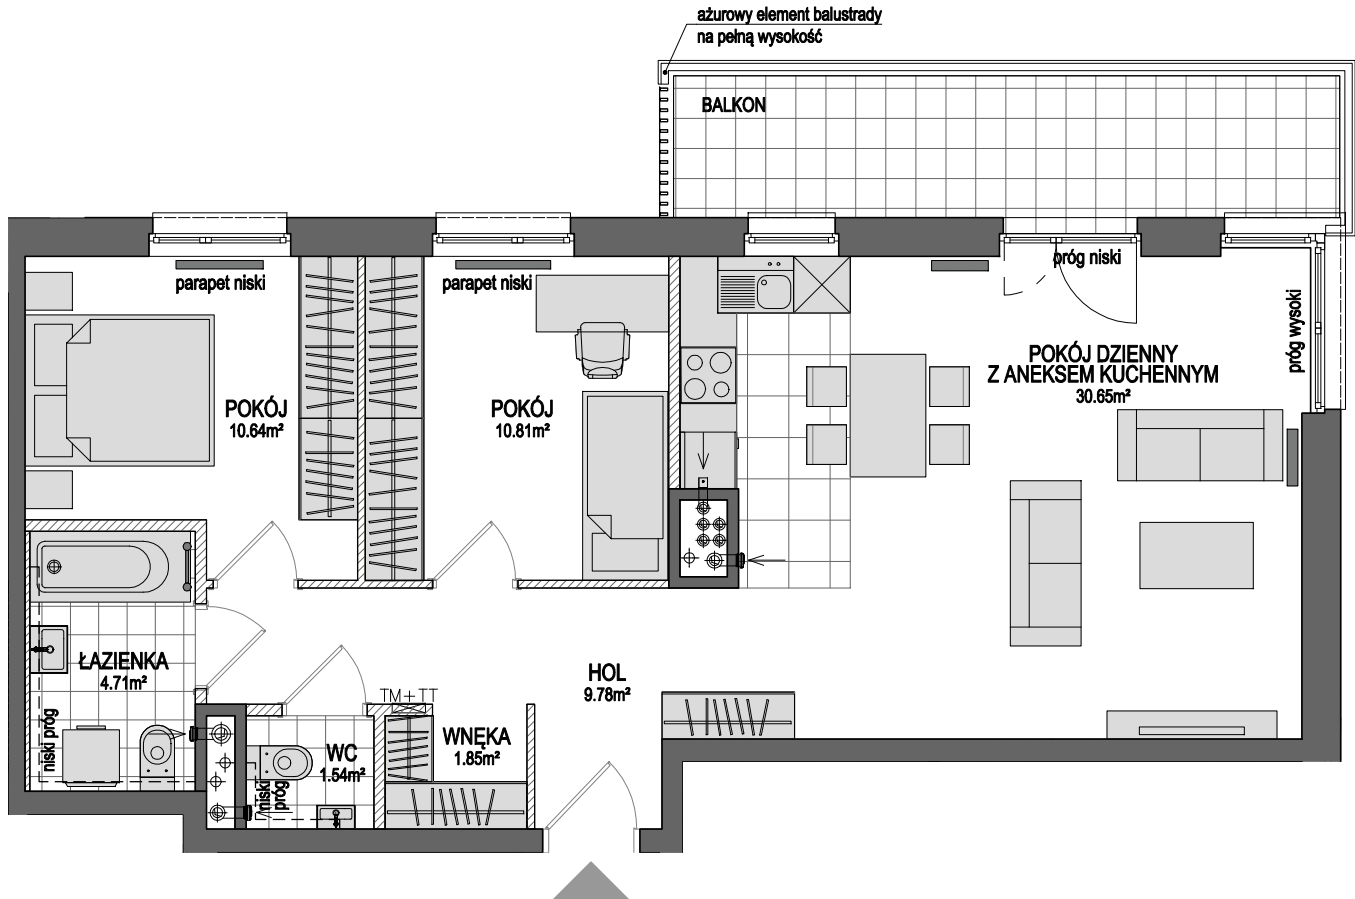 ażurowy element balustrady
na pełną wysokość
BALKON
parapet niski
parapet niski
próg niski
próg wysoki
POKÓJ DZIENNY
Z ANEKSEM KUCHENNYM
30.65m²
POKÓJ
10.64m²
POKÓJ
10.81m²
ŁAZIENKA
4.71m²
niski próg
HOL
9.78m²
TM+TT
WNĘKA
1.85m²
WC
1.54m²
niski
próg